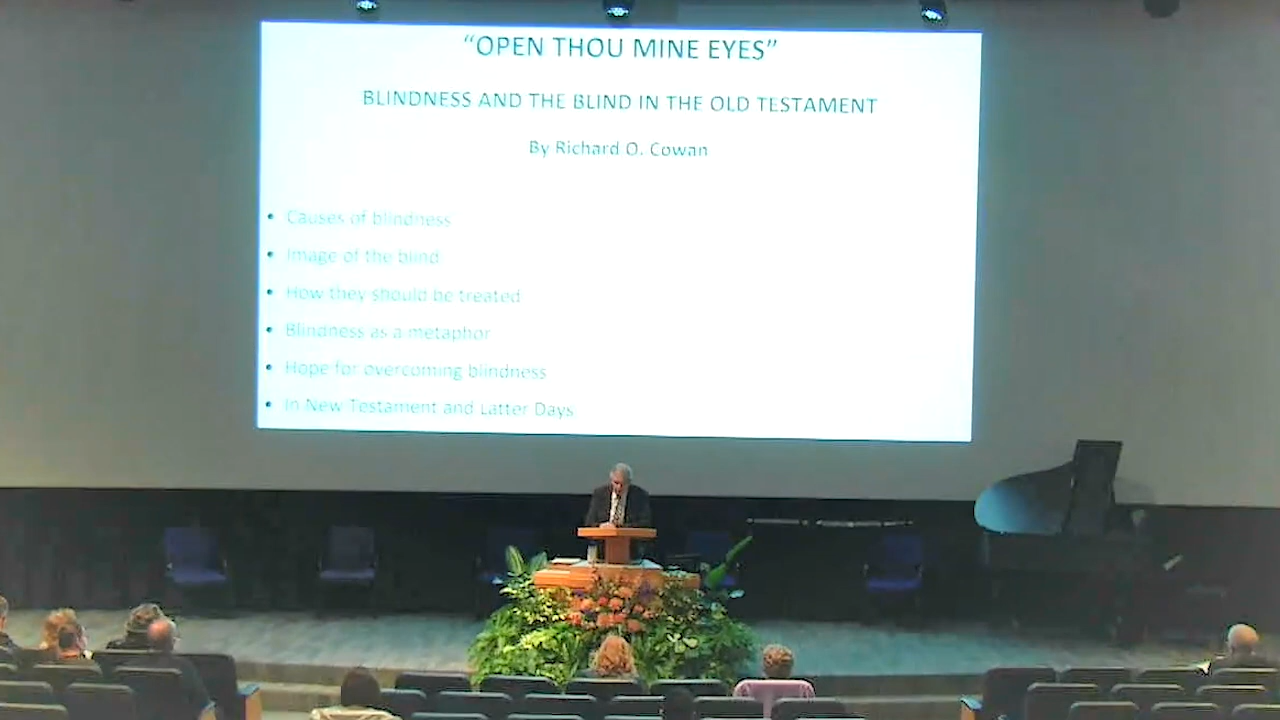 “OPEN THOU MINE EYES”
BLINDNESS AND THE BLIND IN THE OLD TESTAMENT
By Richard O. Cowan
• Causes of blindness
• Image of the blind
• How they should be treated
• Blindness as a metaphor
• Hope for overcoming blindness
• In New Testament and Latter Days